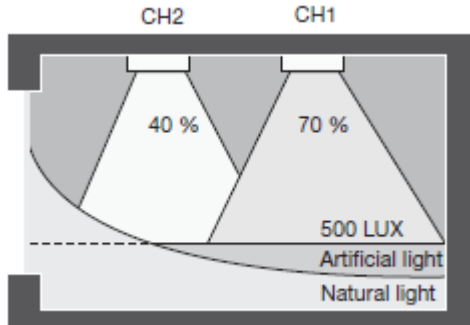 CH2 CH1
40 % 70 %
500 LUX
Artificial light
Natural light